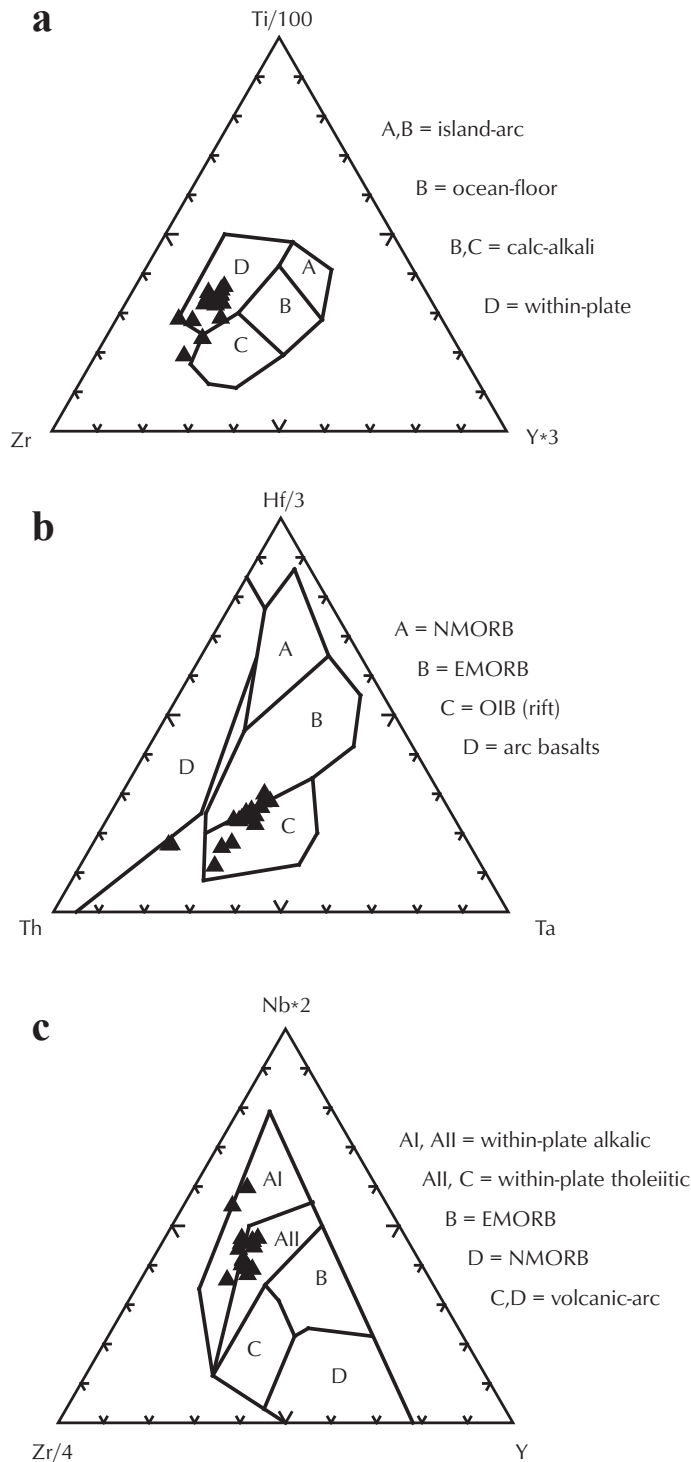 a
Ti/100
A,B = island-arc
B = ocean-floor
B,C = calc-alkali
D = within-plate
D
A
B
C
Zr
Y*3
b
Hf/3
A = NMORB
B = EMORB
C = OIB (rift)
D = arc basalts
A
B
D
C
Th
Ta
c
Nb*2
AI, AII = within-plate alkalic
AII, C = within-plate tholeiitic
B = EMORB
D = NMORB
C,D = volcanic-arc
AI
AII
B
C
D
Zr/4
Y